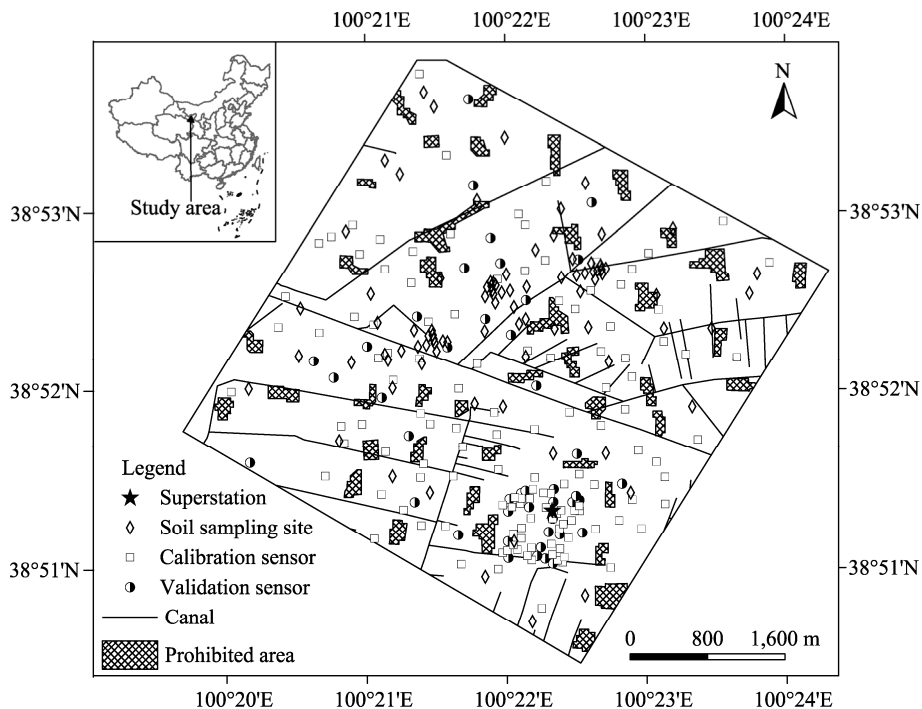 100°21'E 100°22'E 100°23'E 100°24'E
N
Study area
38°53'N 38°53'N
38°52'N 38°52'N
Legend
Superstation
Soil sampling site
Calibration sensor
38°51'N 38°51'N
Validation sensor
Canal
0 800 1,600 m
Prohibited area
100°20'E 100°21'E 100°22'E 100°23'E 100°24'E